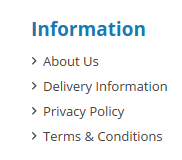 Information
About Us
Delivery Information
Privacy Policy
Terms & Conditions